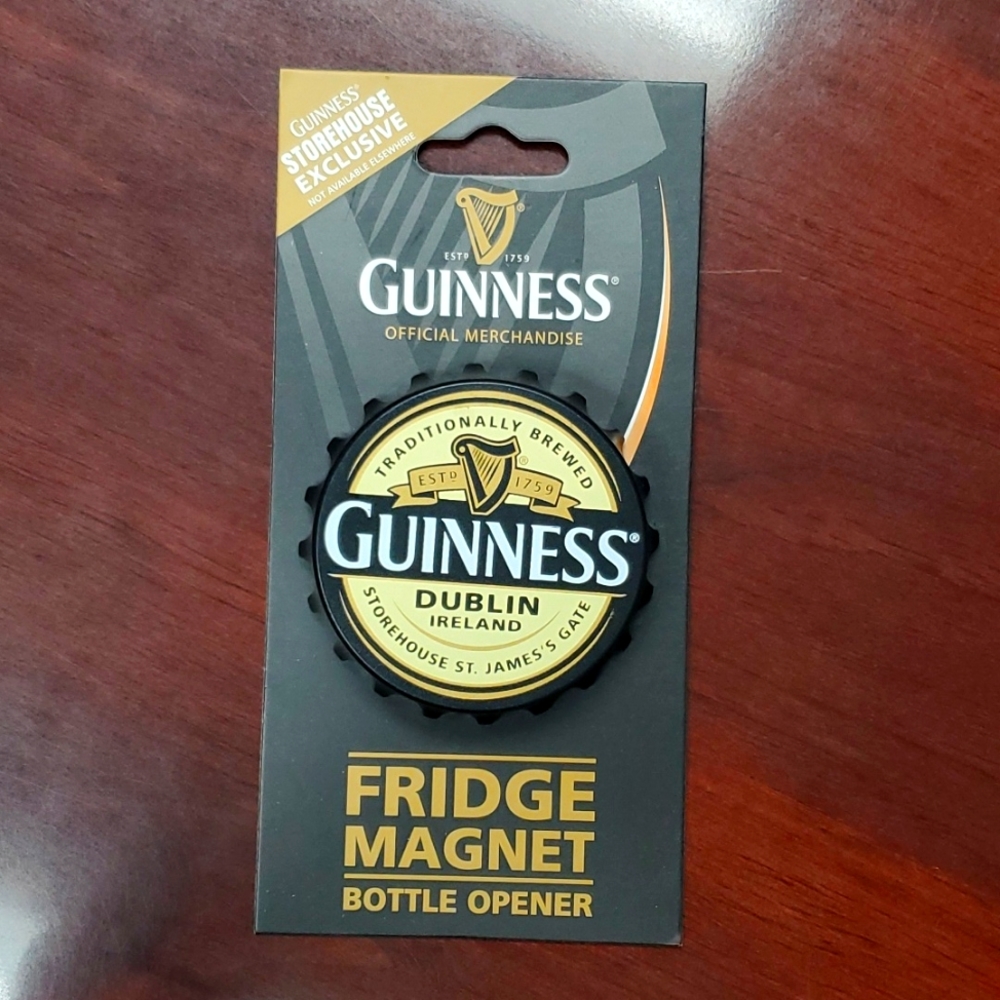 GUINNESS®
STOREHOUSE
EXCLUSIVE
NOT AVAILABLE ELSEWHERE
®
ESTD 1759
GUINNESS®
OFFICIAL MERCHANDISE
TRADITIONALLY BREWED
®
ESTD 1759
GUINNESS®
DUBLIN
IRELAND
STOREHOUSE ST. JAMES'S GATE
FRIDGE
MAGNET
BOTTLE OPENER